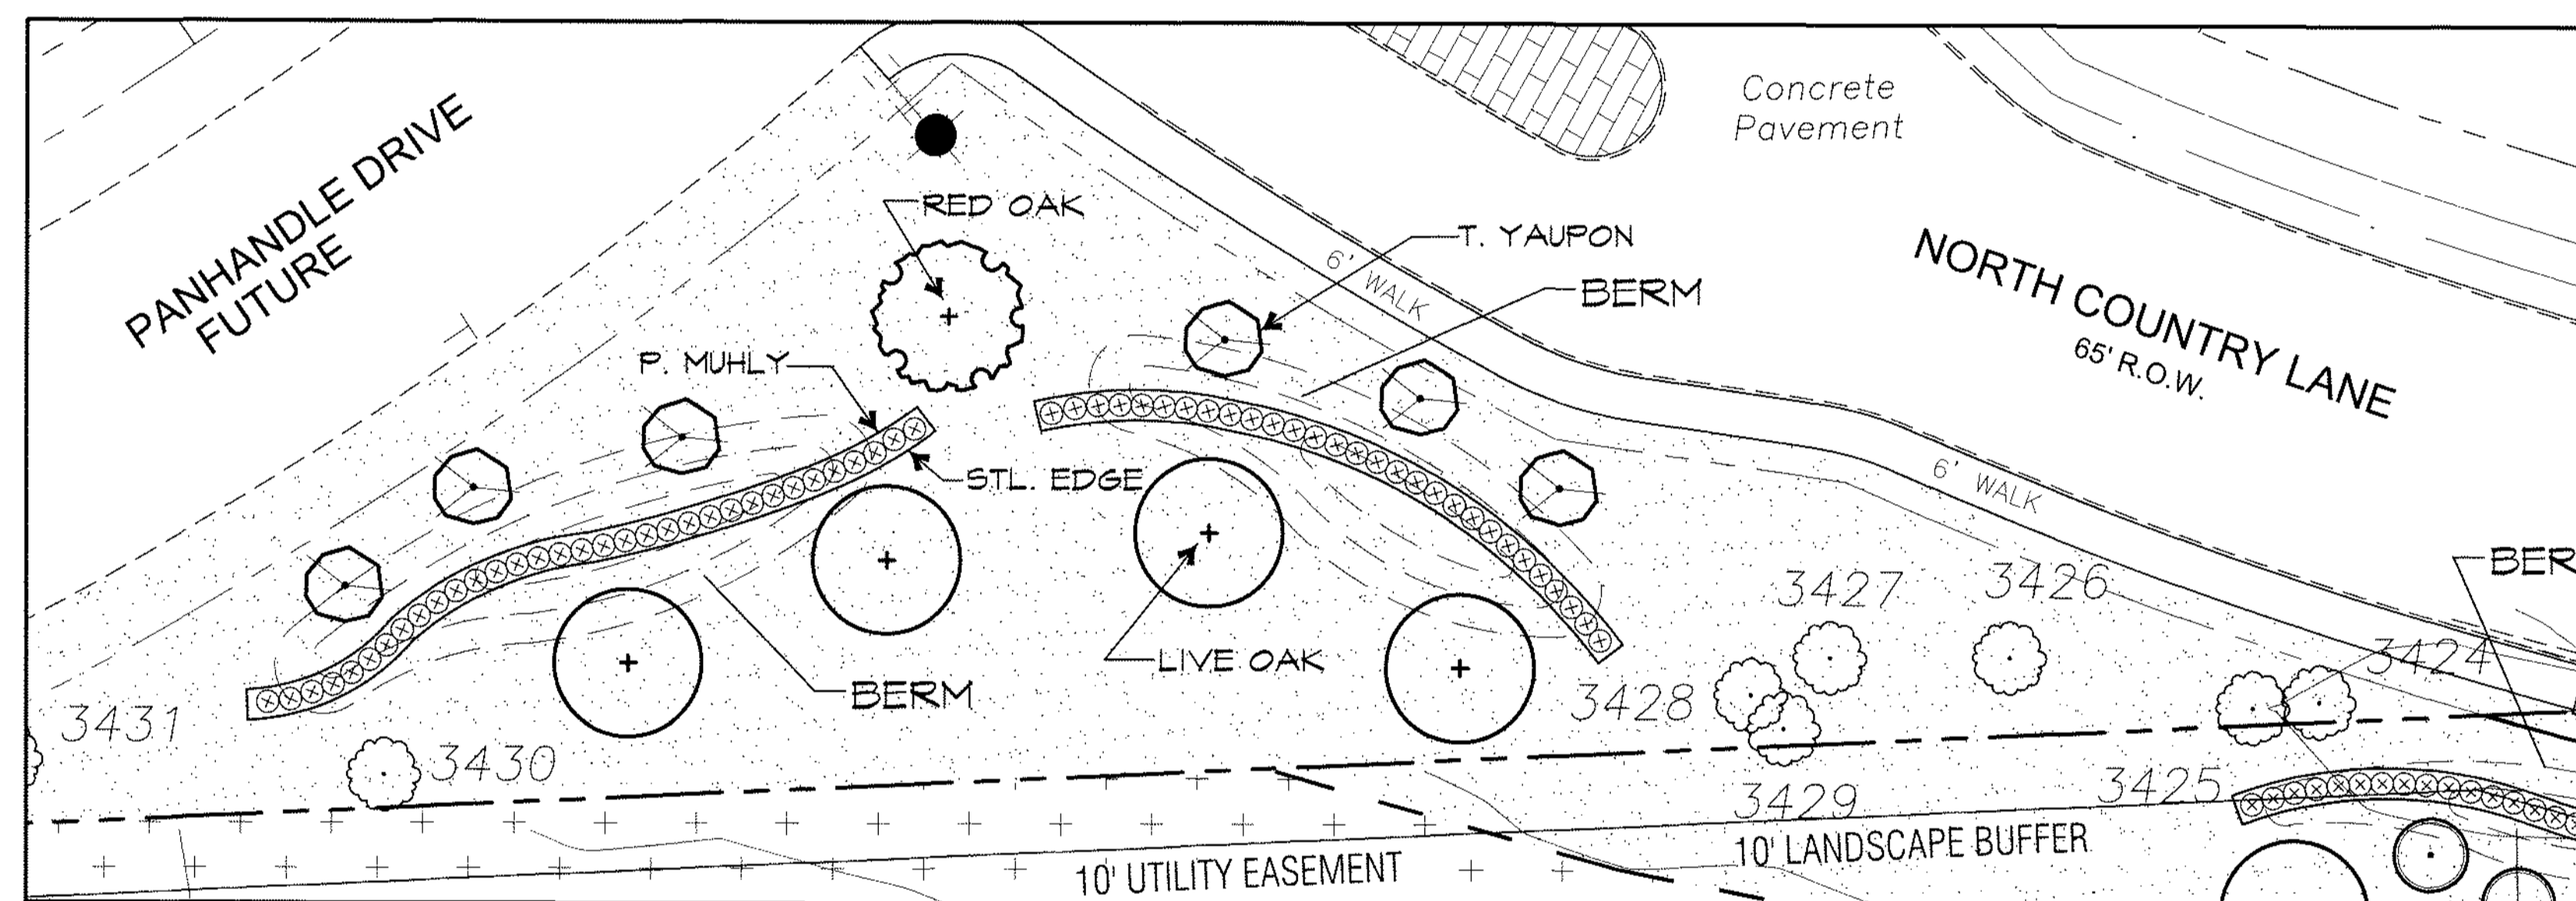 Concrete
Pavement
PANHANDLE DRIVE
FUTURE
RED OAK
T. YAUPON
6' WALK
BERM
NORTH COUNTRY LANE
65' R.O.W.
P. MUHLY
STL. EDGE
6' WALK
BER
3427
3426
3424
LIVE OAK
BERM
3428
3431
3430
3429
3425
10' LANDSCAPE BUFFER
10' UTILITY EASEMENT